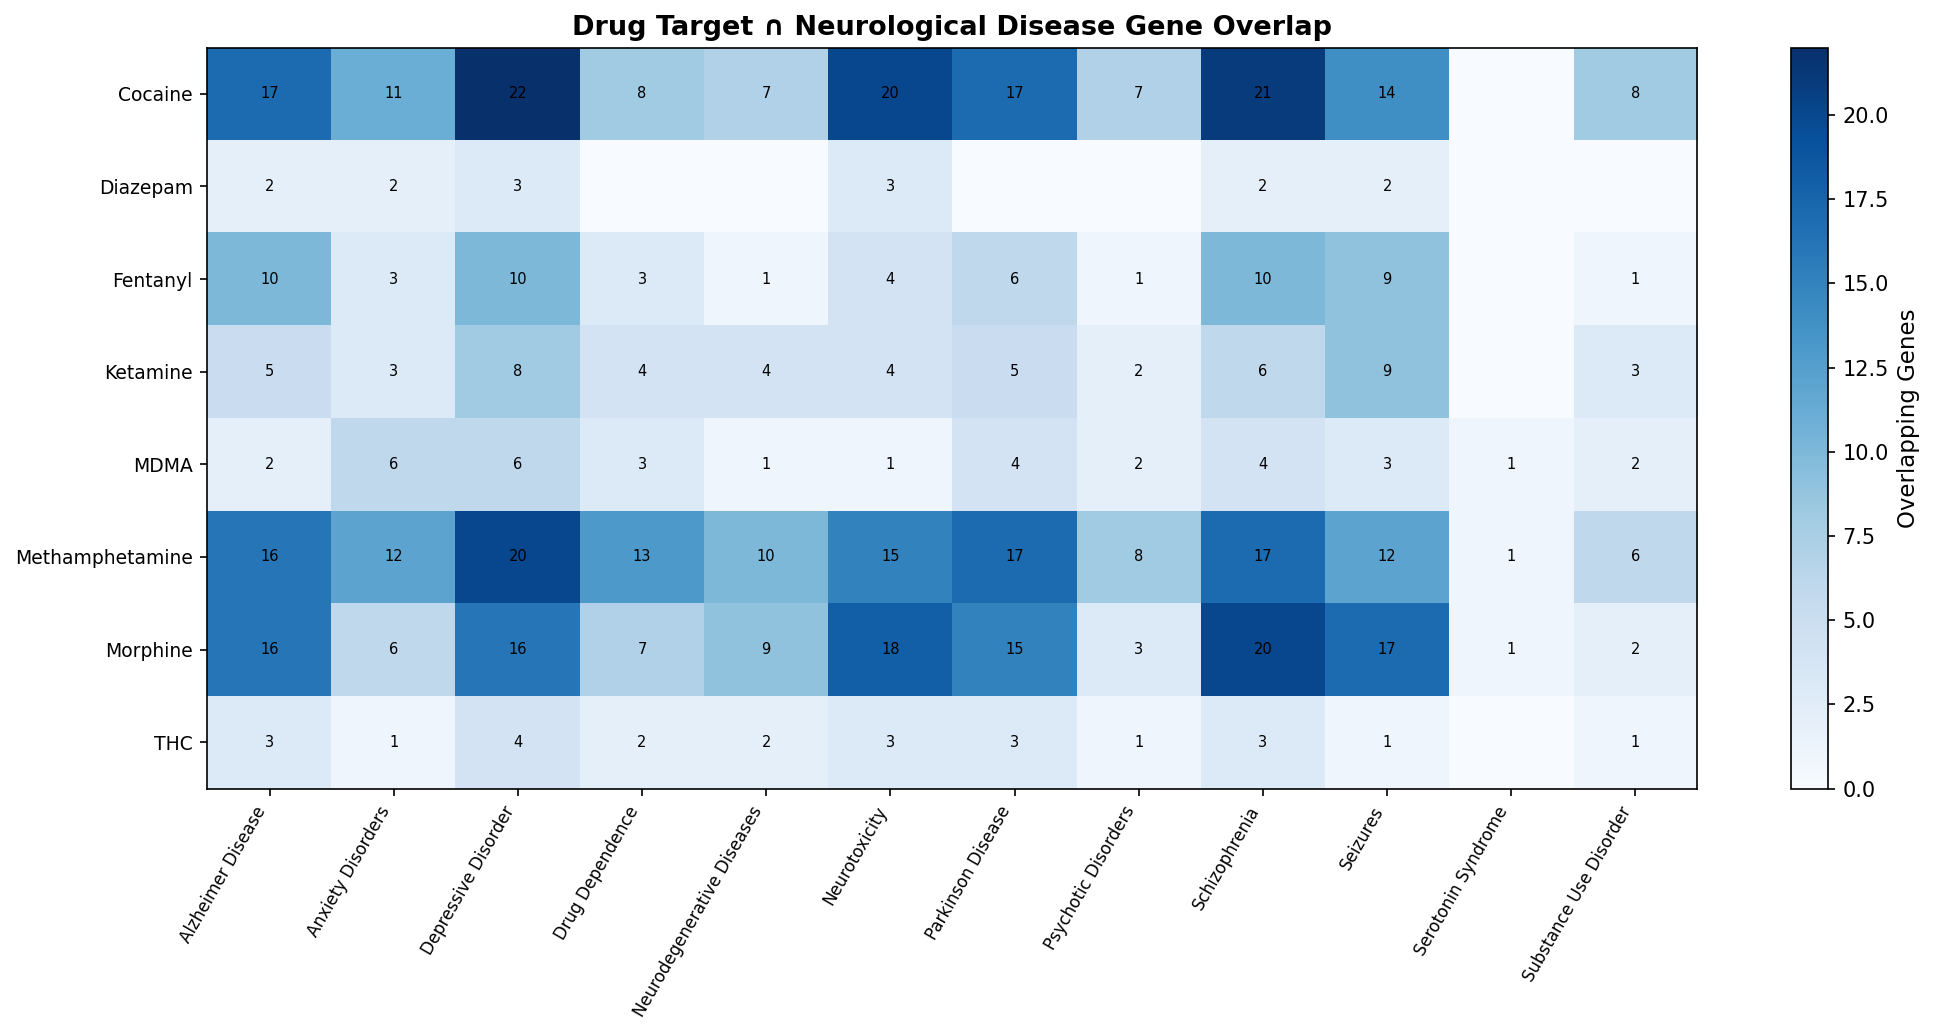 Drug Target ∩ Neurological Disease Gene Overlap
Cocaine 17 11 22 8 7 20 17 7 21 14 8
Diazepam 2 2 3 3 2 2
Fentanyl 10 3 10 3 1 4 6 1 10 9 1
Ketamine 5 3 8 4 4 4 5 2 6 9 3
MDMA 2 6 6 3 1 1 4 2 4 3 1 2
Methamphetamine 16 12 20 13 10 15 17 8 17 12 1 6
Morphine 16 6 16 7 9 18 15 3 20 17 1 2
THC 3 1 4 2 2 3 3 1 3 1 1
Alzheimer Disease
Anxiety Disorders
Depressive Disorder
Drug Dependence
Neurodegenerative Diseases
Neurotoxicity
Parkinson Disease
Psychotic Disorders
Schizophrenia
Seizures
Serotonin Syndrome
Substance Use Disorder
20.0
17.5
15.0
12.5
10.0
7.5
5.0
2.5
0.0
Overlapping Genes